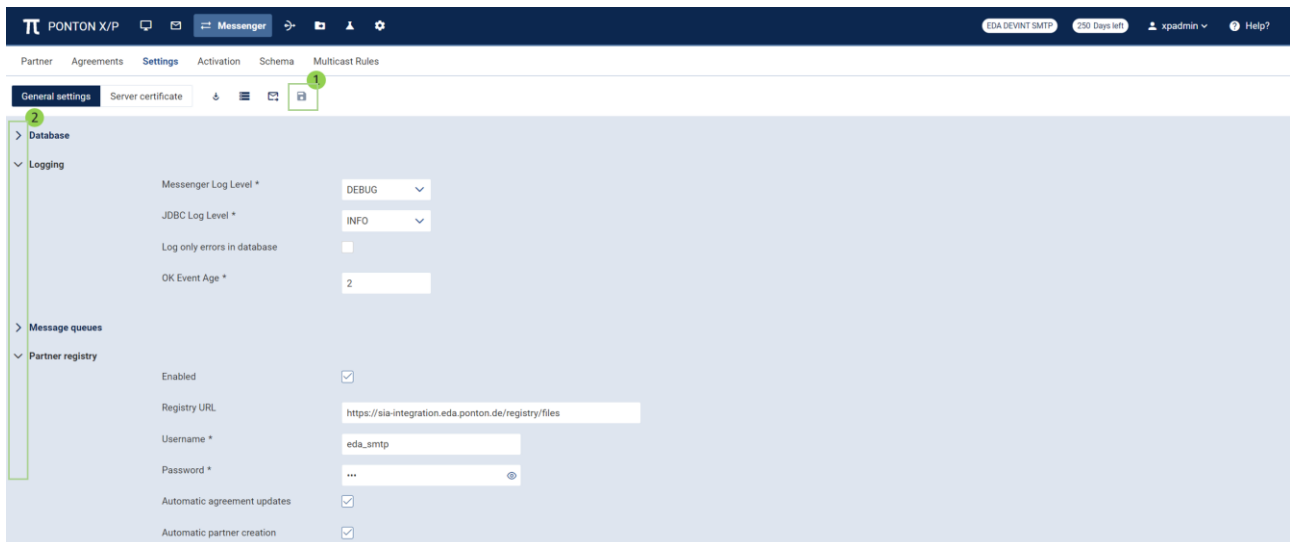 PONTON X/P Messenger EDA DEVINT SMTP 250 Days left xpadmin Help?
Partner Agreements Settings Activation Schema Multicast Rules
1
General settings Server certificate
2
Database
Logging
Messenger Log Level * DEBUG
JDBC Log Level * INFO
Log only errors in database
OK Event Age * 2
Message queues
Partner registry
Enabled
Registry URL https://sia-integration.eda.ponton.de/registry/files
Username * eda_smtp
Password * •••
Automatic agreement updates
Automatic partner creation